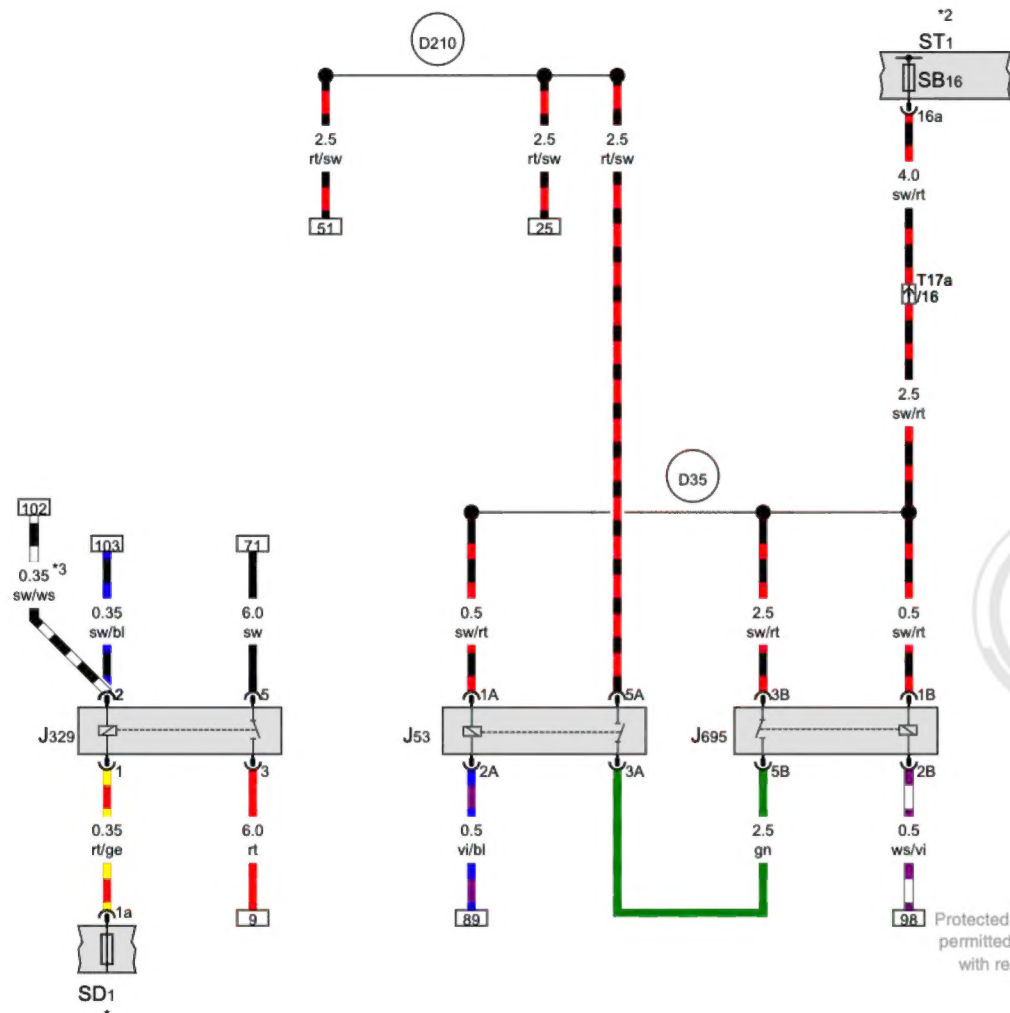 *2
ST1
SB16
16a
D210
2.5
rt/sw
2.5
rt/sw
2.5
rt/sw
51
25
4.0
sw/rt
T17a
/16
2.5
sw/rt
D35
102
0.35 *3
sw/ws
103
0.35
sw/bl
71
6.0
sw
0.5
sw/rt
2.5
sw/rt
0.5
sw/rt
2
5
1A
5A
3B
1B
J329
J53
J695
1
3
2A
3A
5B
2B
0.35
rt/ge
6.0
rt
0.5
vi/bl
2.5
gn
0.5
ws/vi
1a
9
89
98
Protected
permitted
with re
SD1
*